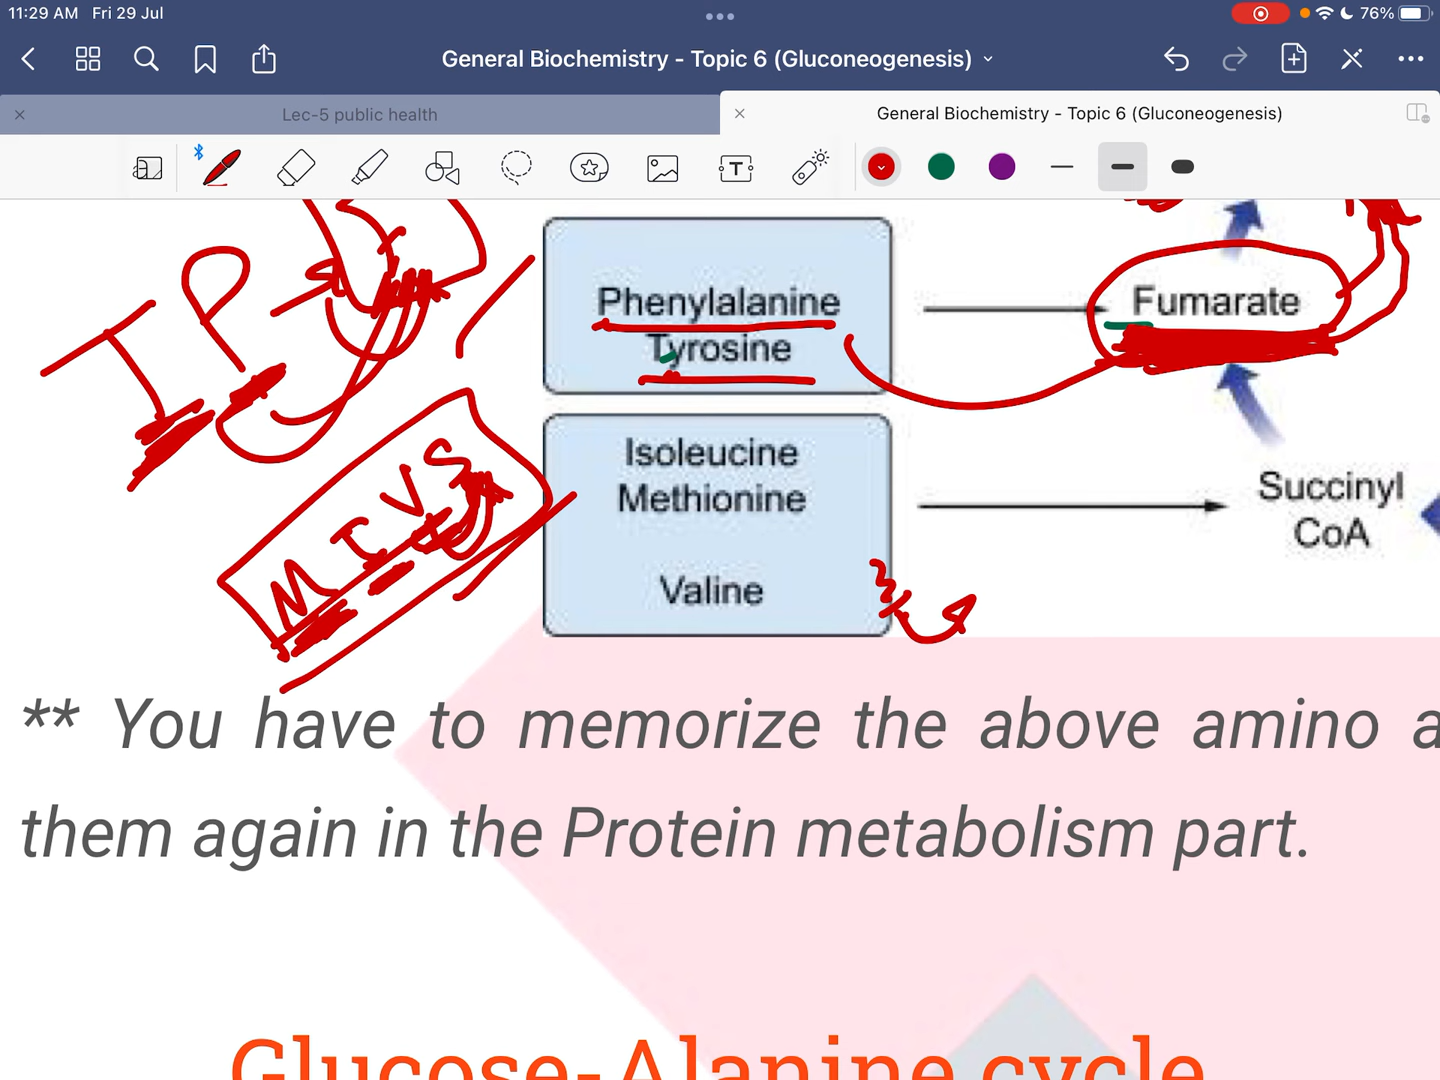 11:29 AM Fri 29 Jul
76%
General Biochemistry - Topic 6 (Gluconeogenesis)
Lec-5 public health
General Biochemistry - Topic 6 (Gluconeogenesis)
T
IP
Phenylalanine
Fumarate
Tyrosine
MIVS
Isoleucine
Methionine
Succinyl
CoA
Valine
** You have to memorize the above amino a
them again in the Protein metabolism part.
Glucose-Alanine cycle